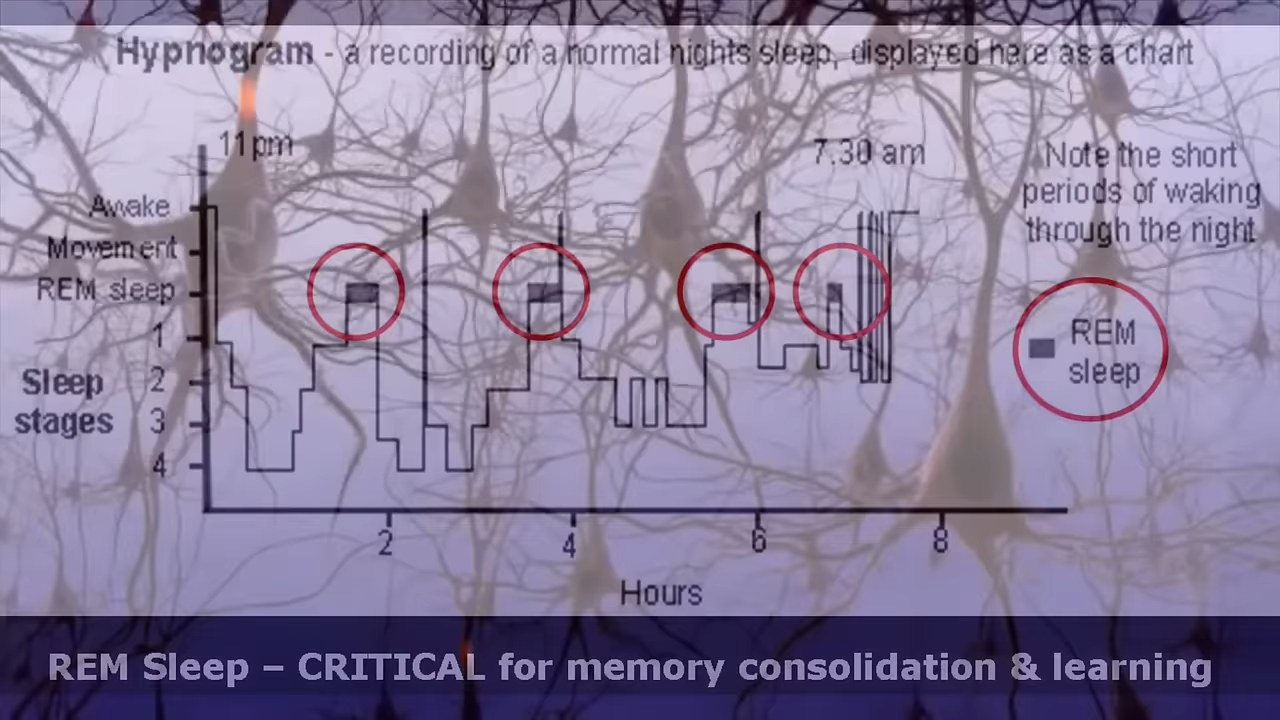 Hypnogram - a recording of a normal nights sleep, displayed here as a chart
11pm
7.30 am
Note the short
periods of waking
through the night
Awake
Movement
REM sleep
1
2
3
4
Sleep
stages
REM
sleep
2
4
6
8
Hours
REM Sleep – CRITICAL for memory consolidation & learning